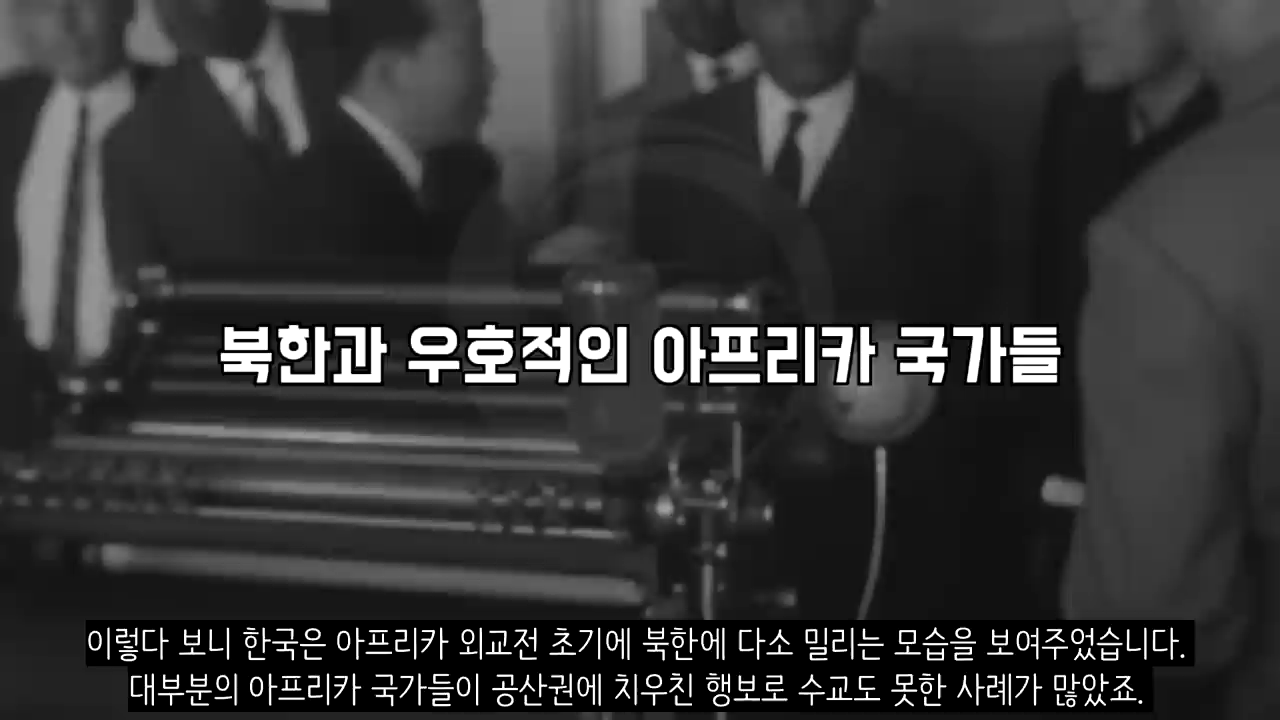 북한과 우호적인 아프리카 국가들
이렇다 보니 한국은 아프리카 외교전 초기에 북한에 다소 밀리는 모습을 보여주었습니다.
대부분의 아프리카 국가들이 공산권에 치우친 행보로 수교도 못한 사례가 많았죠.